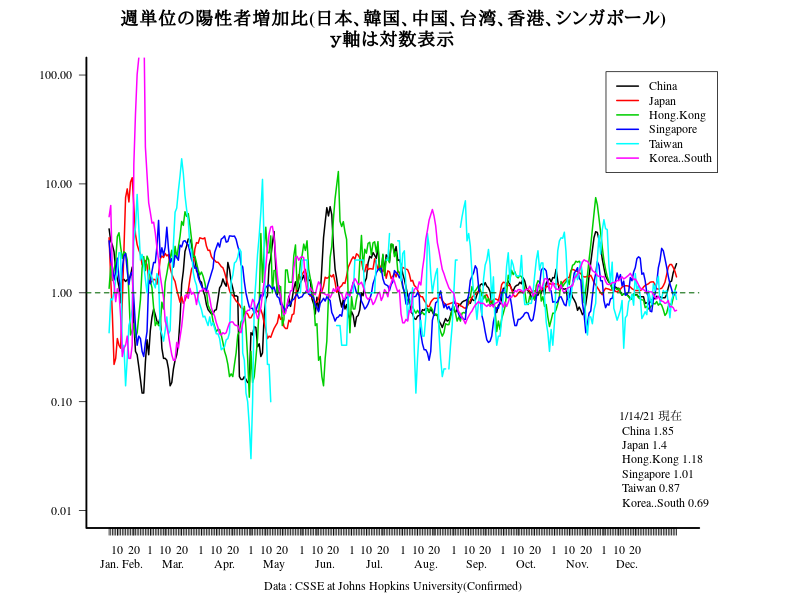 週単位の陽性者増加比(日本、韓国、中国、台湾、香港、シンガポール)
y軸は対数表示
100.00
10.00
1.00
0.10
0.01
China
Japan
Hong.Kong
Singapore
Taiwan
Korea..South
1/14/21 現在
China 1.85
Japan 1.4
Hong.Kong 1.18
Singapore 1.01
Taiwan 0.87
Korea..South 0.69
10 20 1 10 20 1 10 20 1 10 20 1 10 20 1 10 20 1 10 20 1 10 20 1 10 20 1 10 20 1 10 20
Jan. Feb. Mar. Apr. May Jun. Jul. Aug. Sep. Oct. Nov. Dec.
Data : CSSE at Johns Hopkins University(Confirmed)